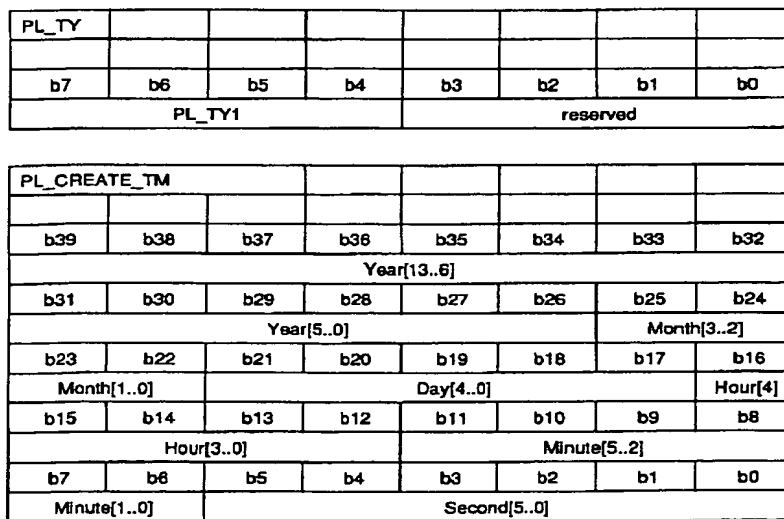 PL_TY
b7 b6 b5 b4 b3 b2 b1 b0
PL_TY1 reserved
PL_CREATE_TM
b39 b38 b37 b36 b35 b34 b33 b32
Year[13..6]
b31 b30 b29 b28 b27 b26 b25 b24
Year[5..0] Month[3..2]
b23 b22 b21 b20 b19 b18 b17 b16
Month[1..0] Day[4..0] Hour[4]
b15 b14 b13 b12 b11 b10 b9 b8
Hour[3..0] Minute[5..2]
b7 b6 b5 b4 b3 b2 b1 b0
Minute[1..0] Second[5..0]